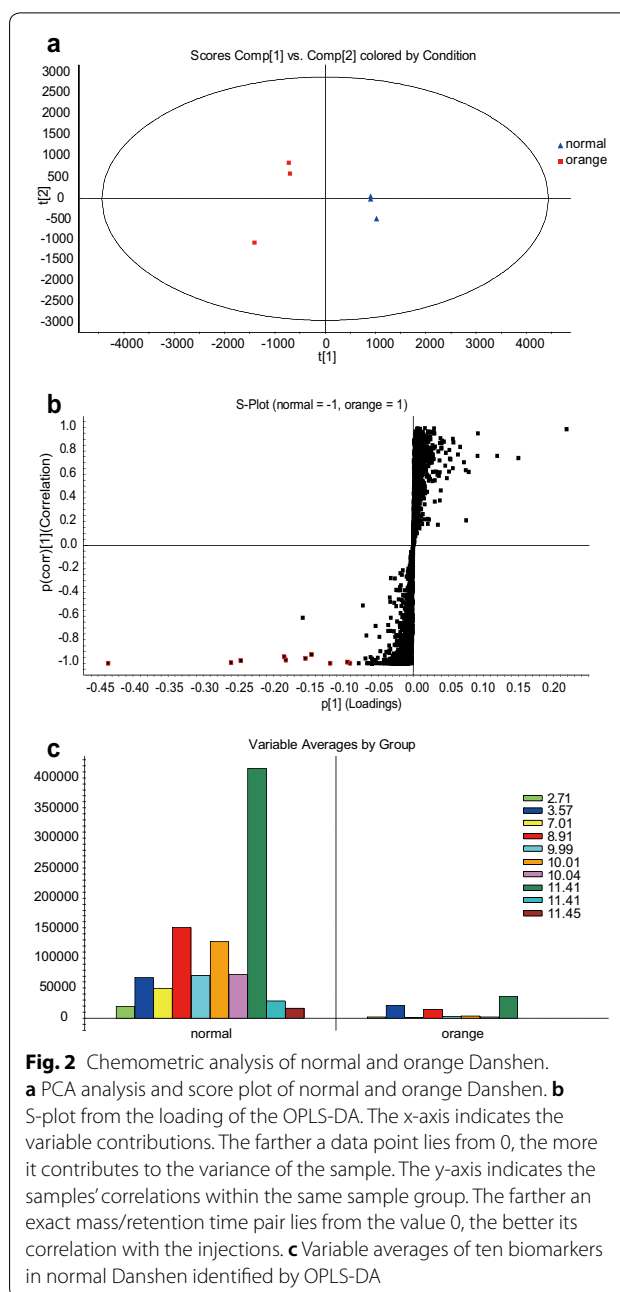 a
Scores Comp[1] vs. Comp[2] colored by Condition
3000
2500
2000
1500
1000
500
0
-500
-1000
-1500
-2000
-2500
-3000
t[2]
-4000 -3000 -2000 -1000 0 1000 2000 3000 4000
t[1]
normal
orange
b
S-Plot (normal = -1, orange = 1)
1.0
0.8
0.6
0.4
0.2
0.0
-0.2
-0.4
-0.6
-0.8
-1.0
p(corr)[1](Correlation)
-0.45 -0.40 -0.35 -0.30 -0.25 -0.20 -0.15 -0.10 -0.05 0.00 0.05 0.10 0.15 0.20
p[1] (Loadings)
c
Variable Averages by Group
400000
350000
300000
250000
200000
150000
100000
50000
0
normal orange
2.71
3.57
7.01
8.91
9.99
10.01
10.04
11.41
11.41
11.45
Fig. 2 Chemometric analysis of normal and orange Danshen.
a PCA analysis and score plot of normal and orange Danshen. b
S-plot from the loading of the OPLS-DA. The x-axis indicates the
variable contributions. The farther a data point lies from 0, the more
it contributes to the variance of the sample. The y-axis indicates the
samples' correlations within the same sample group. The farther an
exact mass/retention time pair lies from the value 0, the better its
correlation with the injections. c Variable averages of ten biomarkers
in normal Danshen identified by OPLS-DA